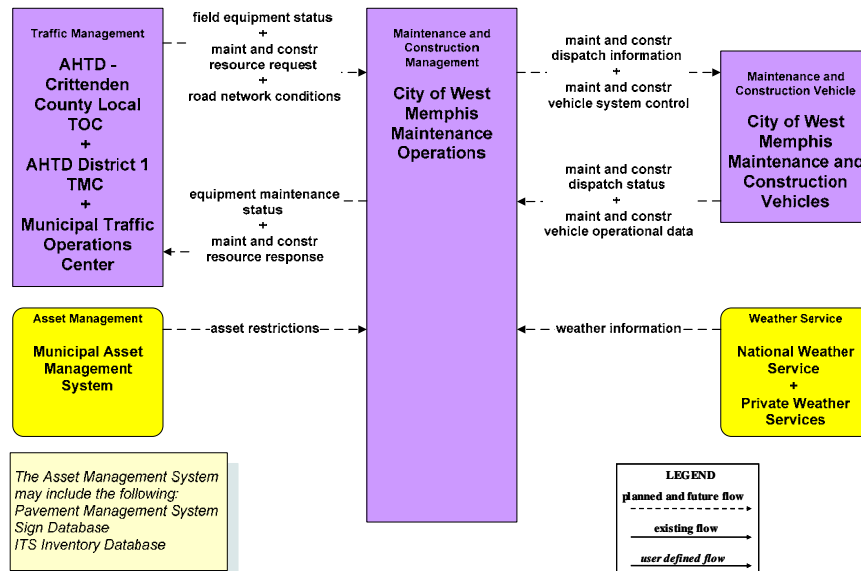 Traffic Management
AHTD -
Crittenden
County Local
TOC
+
AHTD District 1
TMC
+
Municipal Traffic
Operations
Center
field equipment status
+
maint and constr
resource request
+
road network conditions
equipment maintenance
status
+
maint and constr
resource response
Maintenance and
Construction
Management
City of West
Memphis
Maintenance
Operations
maint and constr
dispatch information
+
maint and constr
vehicle system control
maint and constr
dispatch status
+
maint and constr
vehicle operational data
Maintenance and
Construction Vehicle
City of West
Memphis
Maintenance and
Construction
Vehicles
Asset Management
Municipal Asset
Management
System
asset restrictions
weather information
Weather Service
National Weather
Service
+
Private Weather
Services
The Asset Management System
may include the following:
Pavement Management System
Sign Database
ITS Inventory Database
LEGEND
planned and future flow
existing flow
user defined flow